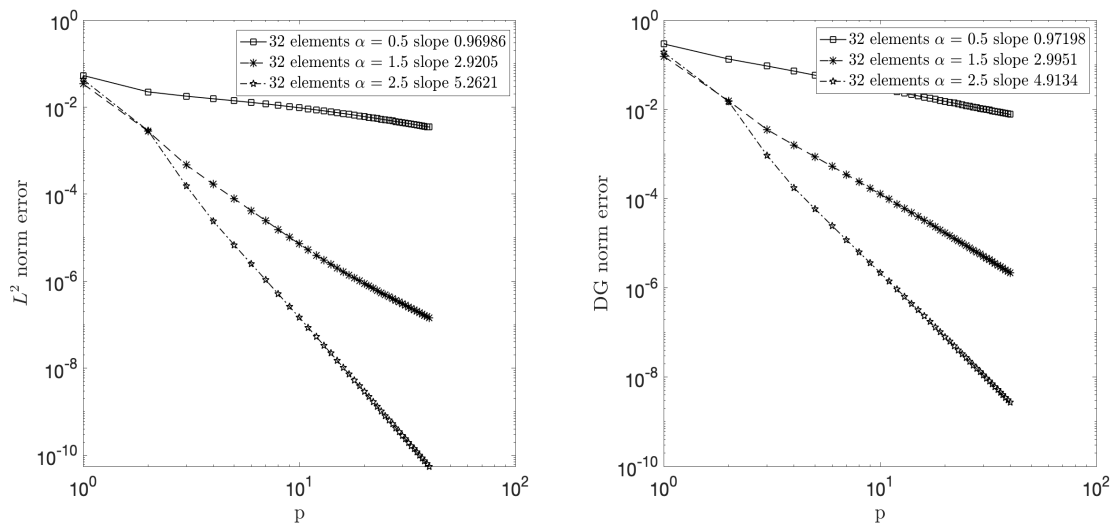 32 elements α = 0.5 slope 0.96986
32 elements α = 1.5 slope 2.9205
32 elements α = 2.5 slope 5.2621
10^0
10^-2
10^-4
10^-6
10^-8
10^-10
L^2 norm error
10^0
10^1
10^2
p
32 elements α = 0.5 slope 0.97198
32 elements α = 1.5 slope 2.9951
32 elements α = 2.5 slope 4.9134
10^0
10^-2
10^-4
10^-6
10^-8
10^-10
DG norm error
10^0
10^1
10^2
p